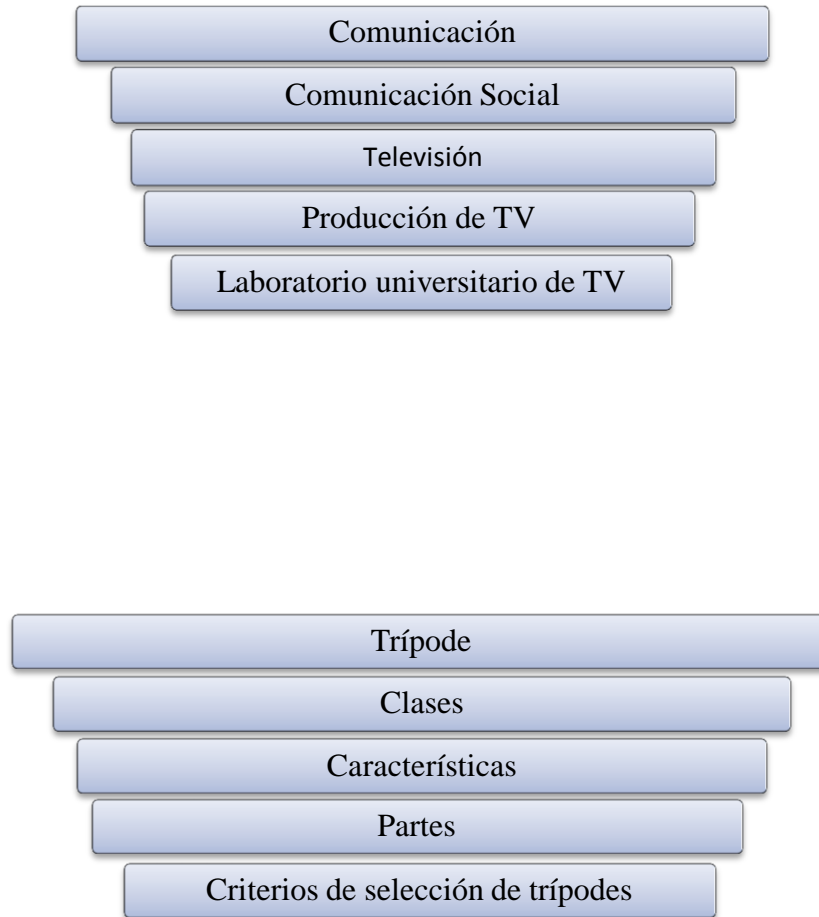 Comunicación
Comunicación Social
Televisión
Producción de TV
Laboratorio universitario de TV
Trípode
Clases
Características
Partes
Criterios de selección de trípodes